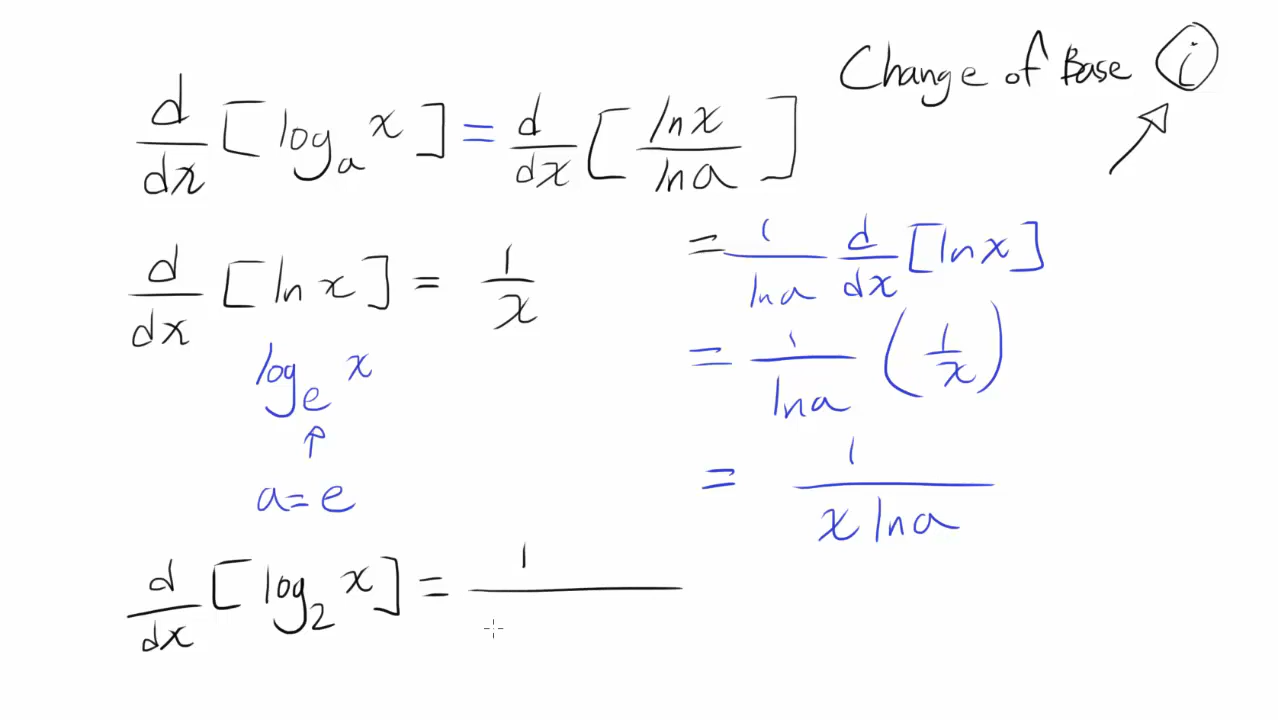 Change of Base i
d/dx [log_a x] = d/dx [ln x / ln a]
= 1/ln a d/dx [ln x]
d/dx [ln x] = 1/x
= 1/ln a (1/x)
log_e x
↑
= 1/(x ln a)
a = e
d/dx [log_2 x] = 1/